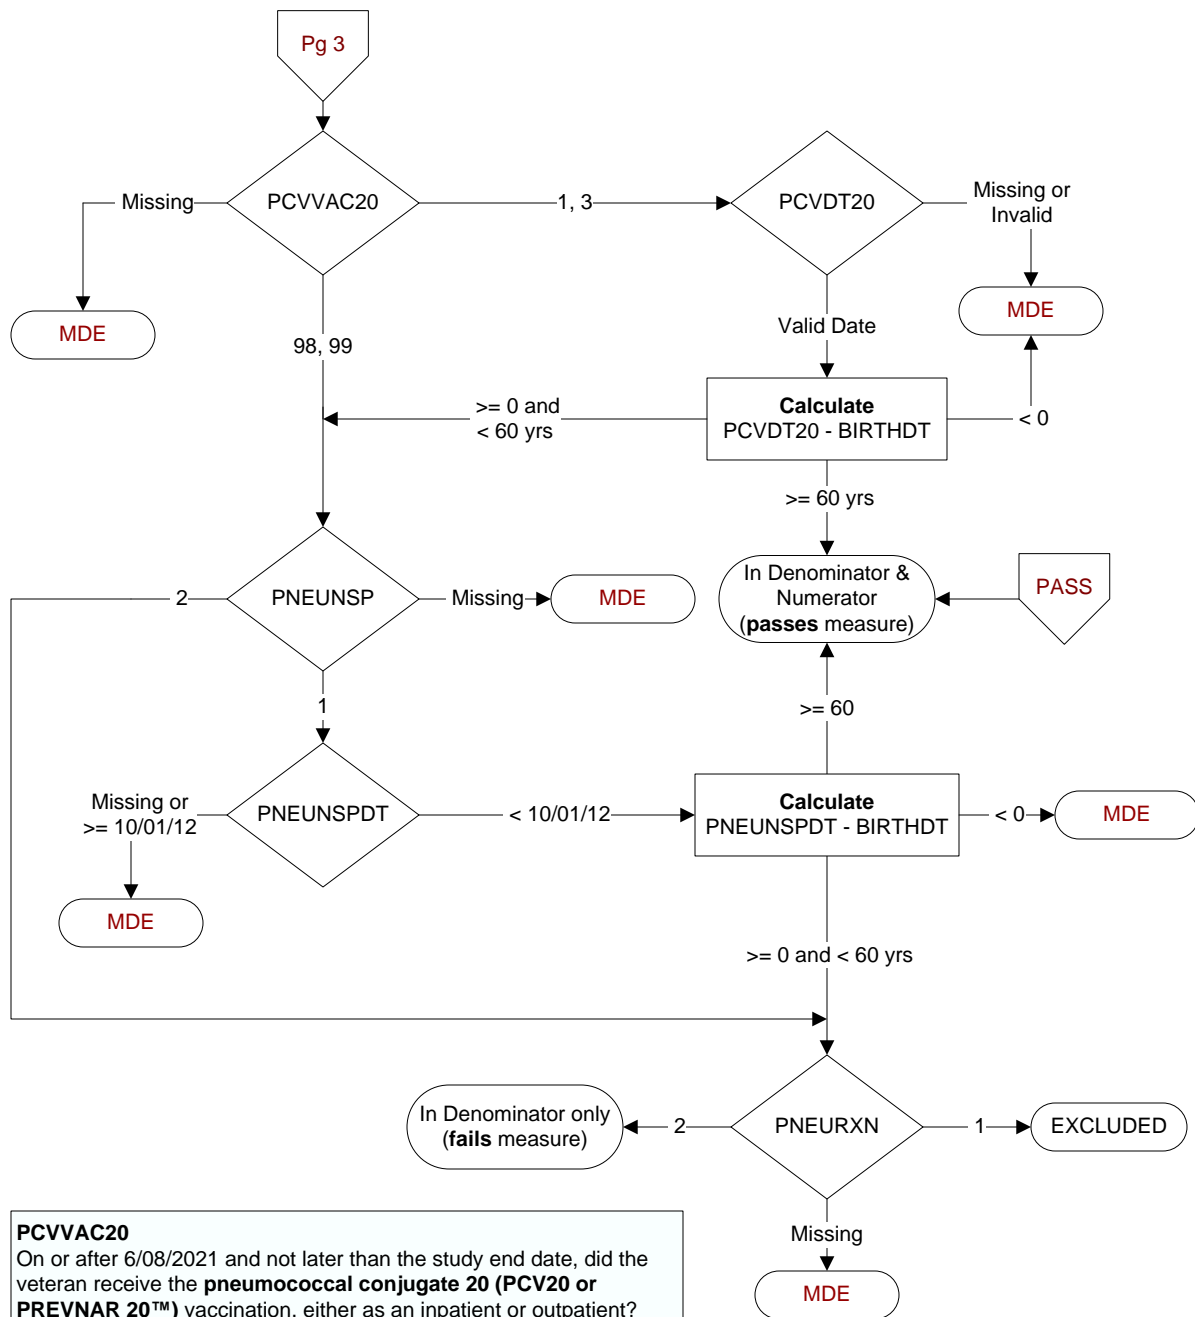 Pg 3
Missing
PCVVAC20
1, 3
PCVDT20
Missing or
Invalid
MDE
MDE
98, 99
Valid Date
>= 0 and
< 60 yrs
Calculate
PCVDT20 - BIRTHDT
< 0
>= 60 yrs
2
PNEUNSP
Missing
MDE
In Denominator &
Numerator
(passes measure)
PASS
1
>= 60
Missing or
>= 10/01/12
PNEUNSPDT
< 10/01/12
Calculate
PNEUNSPDT - BIRTHDT
< 0
MDE
MDE
>= 0 and < 60 yrs
In Denominator only
(fails measure)
2
PNEURXN
1
EXCLUDED
Missing
MDE
PCVVAC20
On or after 6/08/2021 and not later than the study end date, did the
veteran receive the pneumococcal conjugate 20 (PCV20 or
PREVNAR 20™) vaccination, either as an inpatient or outpatient?